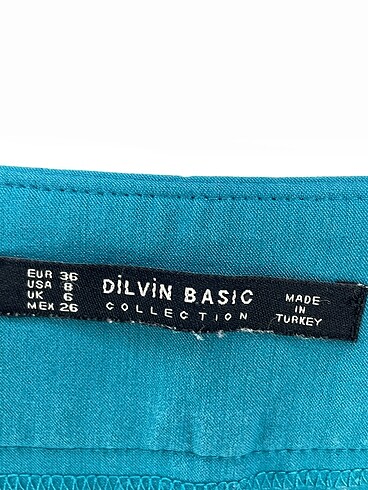 EUR 36
USA 8
UK 6
MEX 26
DİLVİN BASIC
COLLECTION
MADE
IN
TURKEY